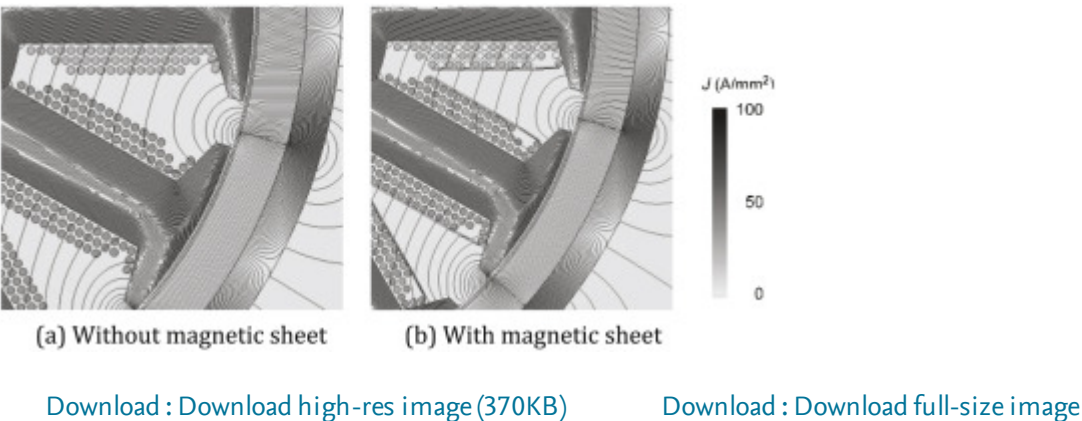 J (A/mm²)
100
50
0
(a) Without magnetic sheet
(b) With magnetic sheet
Download : Download high-res image (370KB)
Download : Download full-size image